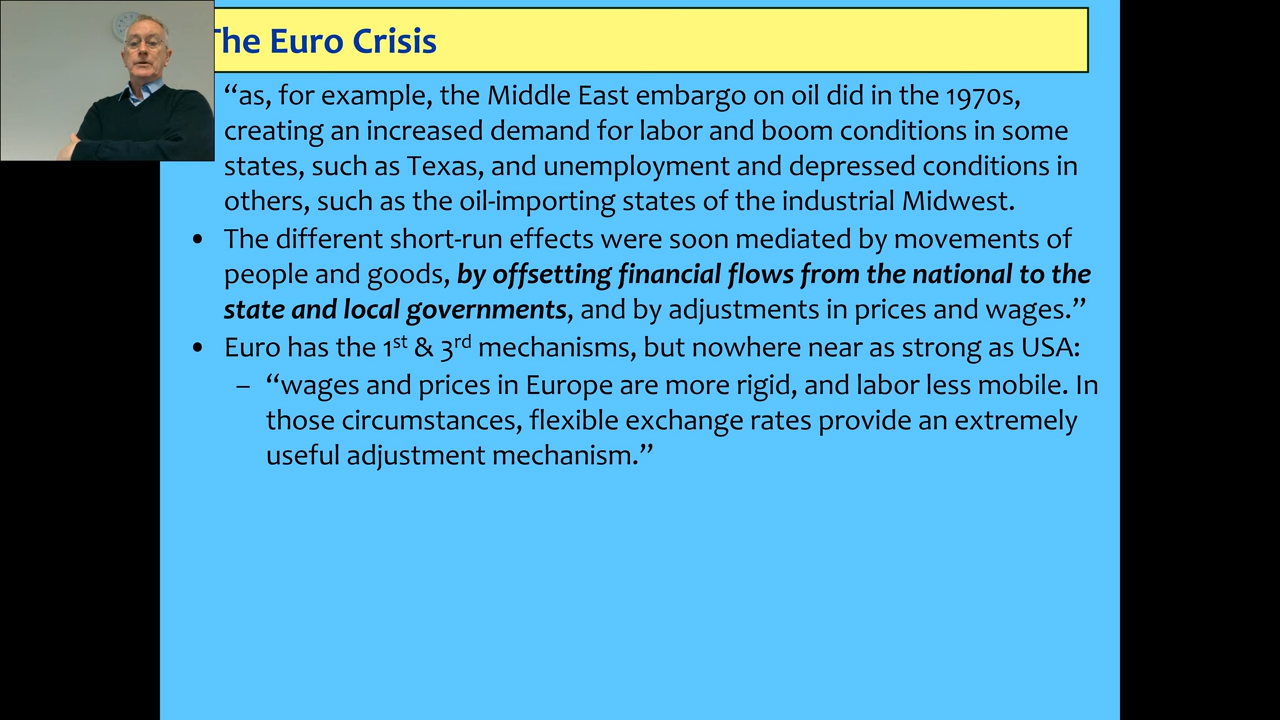 The Euro Crisis
“as, for example, the Middle East embargo on oil did in the 1970s,
creating an increased demand for labor and boom conditions in some
states, such as Texas, and unemployment and depressed conditions in
others, such as the oil-importing states of the industrial Midwest.
• The different short-run effects were soon mediated by movements of
people and goods, by offsetting financial flows from the national to the
state and local governments, and by adjustments in prices and wages.”
• Euro has the 1st & 3rd mechanisms, but nowhere near as strong as USA:
– “wages and prices in Europe are more rigid, and labor less mobile. In
those circumstances, flexible exchange rates provide an extremely
useful adjustment mechanism.”